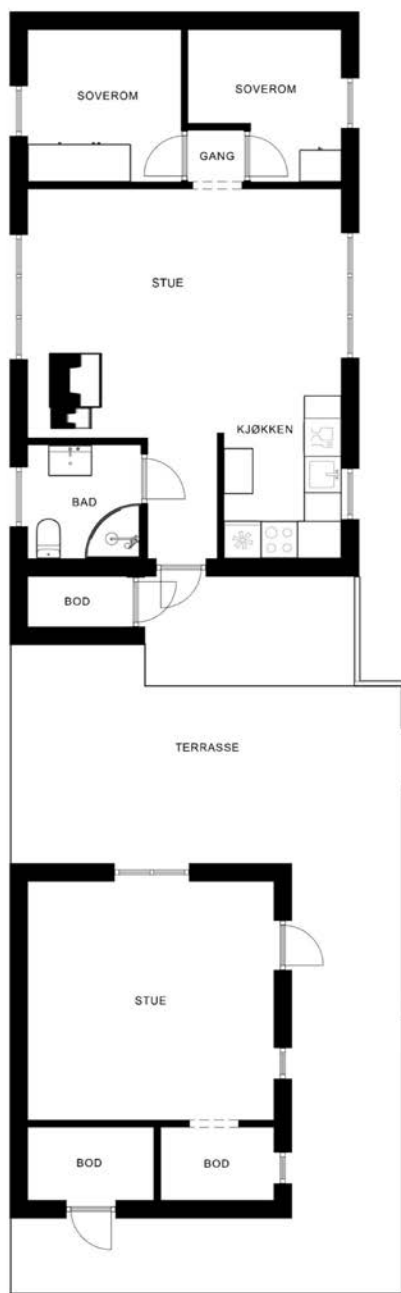 SOVEROM
SOVEROM
GANG
STUE
KJØKKEN
BAD
BOD
TERRASSE
STUE
BOD
BOD